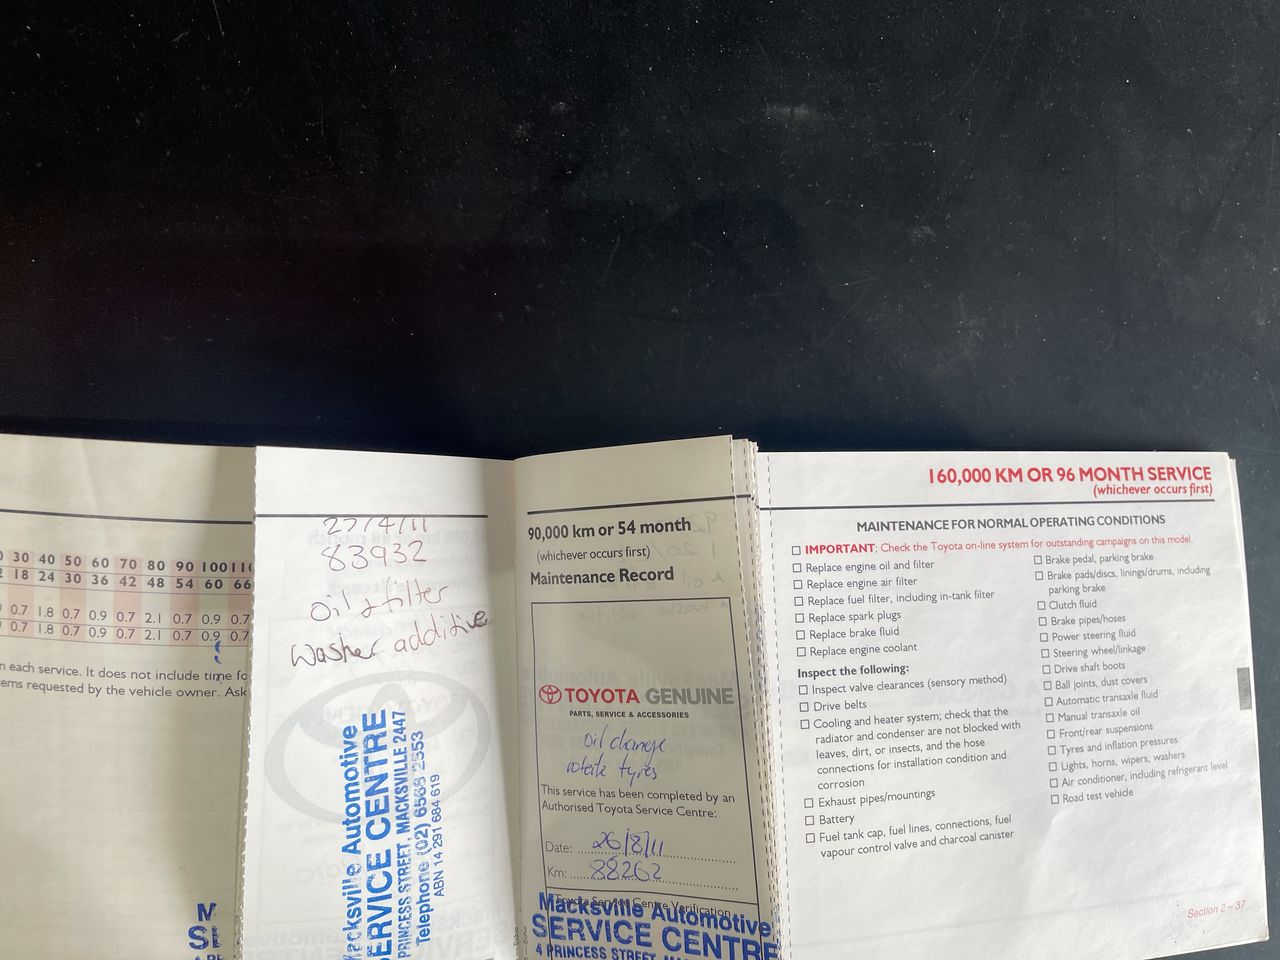 30 40 50 60 70 80 90 100
18 24 30 36 42 48 54 60 66
0.7 1.8 0.7 0.9 0.7 2.1 0.7 0.9 0.7
0.7 1.8 0.7 0.9 0.7 2.1 0.7 0.9 0.7
each service. It does not include time
requested by the vehicle owner. Ask
27/4/11
83932
oil & filter
washer additive
Macksville Automotive
SERVICE CENTRE
PRINCESS STREET, MACKSVILLE 2447
Telephone (02) 6568 2553
ABN 14 291 684 619
90,000 km or 54 month
(whichever occurs first)
Maintenance Record
TOYOTA GENUINE
PARTS, SERVICE & ACCESSORIES
oil change
rotate tyres
This service has been completed by an
Authorised Toyota Service Centre:
Date: 26/8/11
Km: 88262
Toyota Service Centre Verification
Macksville Automotive
SERVICE CENTRE
4 PRINCESS STREET,
160,000 KM OR 96 MONTH SERVICE
(whichever occurs first)
MAINTENANCE FOR NORMAL OPERATING CONDITIONS
IMPORTANT: Check the Toyota on-line system for outstanding campaigns on this model.
Replace engine oil and filter
Replace engine air filter
Replace fuel filter, including in-tank filter
Replace spark plugs
Replace brake fluid
Replace engine coolant
Inspect the following:
Inspect valve clearances (sensory method)
Drive belts
Cooling and heater system; check that the
radiator and condenser are not blocked with
leaves, dirt, or insects, and the hose
connections for installation condition and
corrosion
Exhaust pipes/mountings
Battery
Fuel tank cap, fuel lines, connections, fuel
vapour control valve and charcoal canister
Brake pedal, parking brake
Brake pads/discs, linings/drums, including
parking brake
Clutch fluid
Brake pipes/hoses
Power steering fluid
Steering wheel/linkage
Drive shaft boots
Ball joints, dust covers
Automatic transaxle fluid
Manual transaxle oil
Front/rear suspensions
Tyres and inflation pressures
Lights, horns, wipers, washers
Air conditioner, including refrigerant level
Road test vehicle
Section 2 – 37